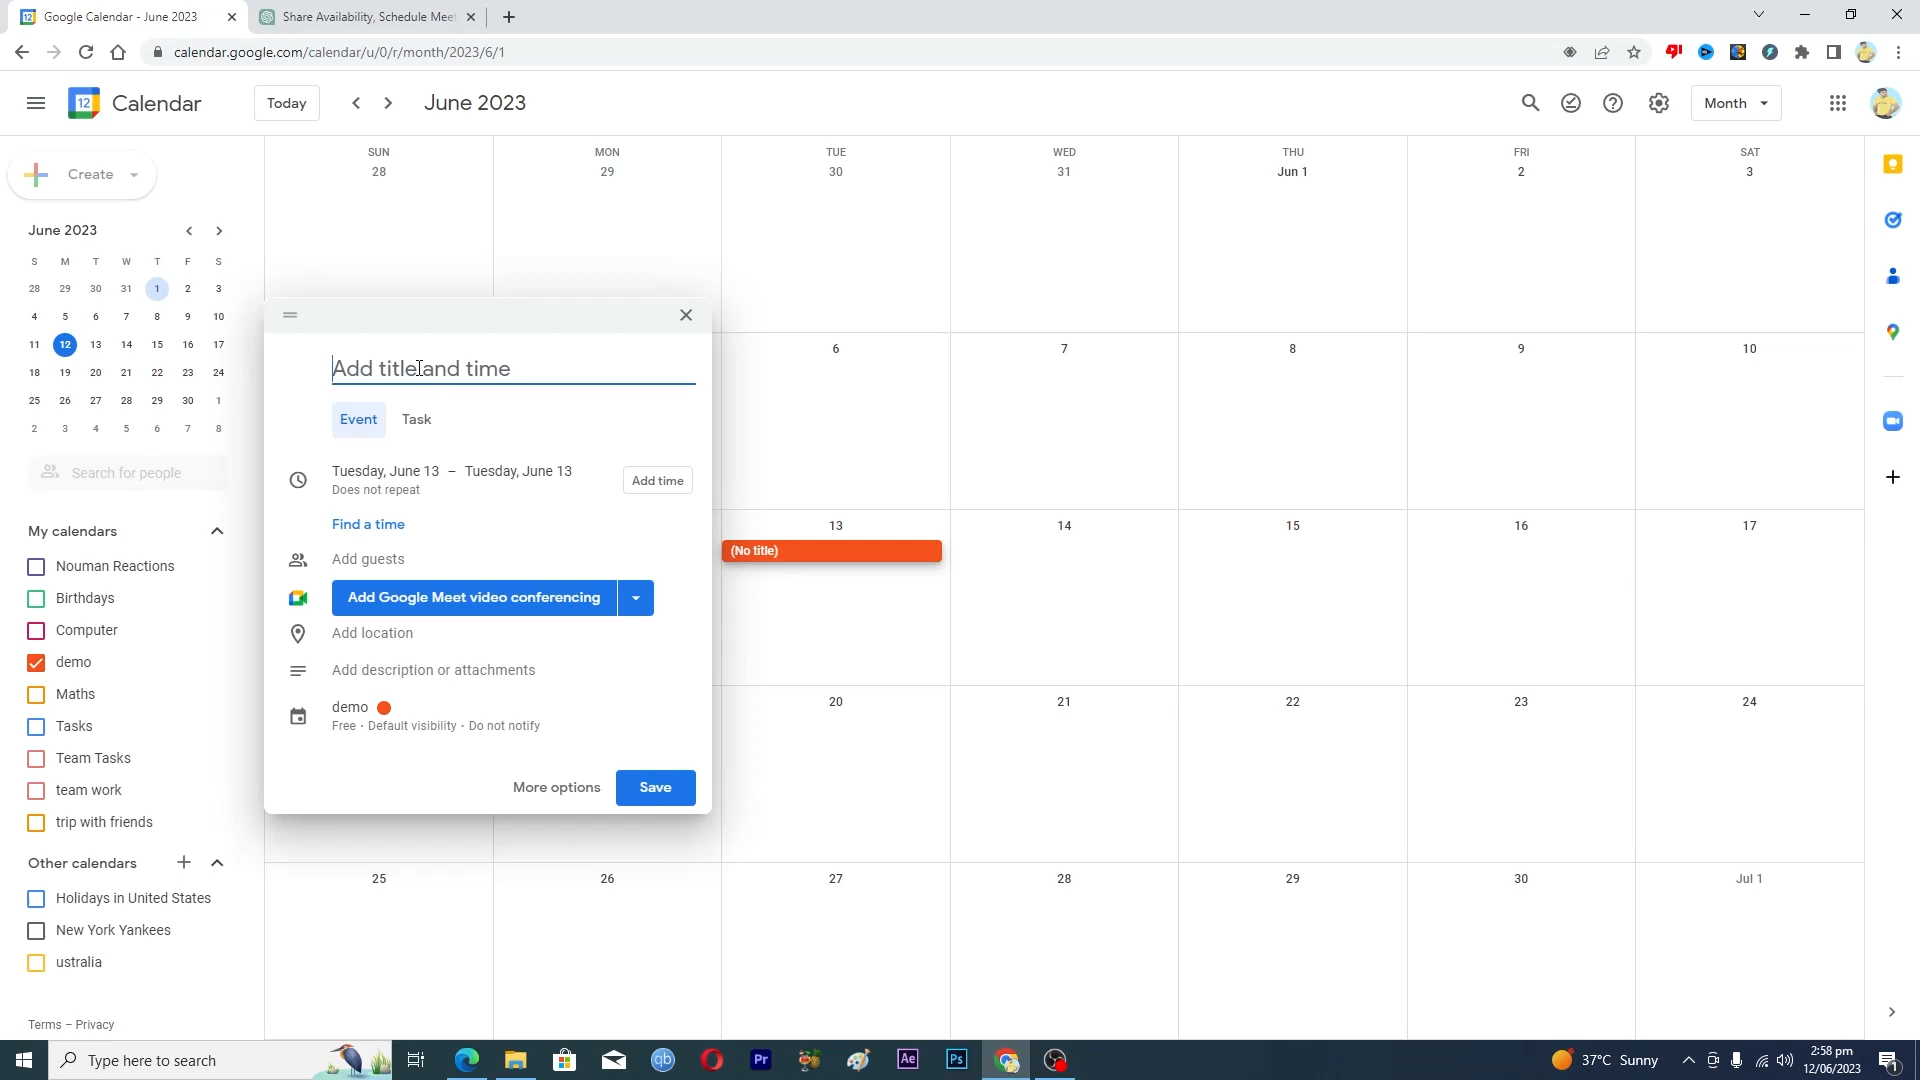 Google Calendar - June 2023
Share Availability, Schedule Meet
calendar.google.com/calendar/u/0/r/month/2023/6/1
12
Calendar
Today
June 2023
Month
Create
June 2023
S M T W T F S
28 29 30 31 1 2 3
4 5 6 7 8 9 10
11 12 13 14 15 16 17
18 19 20 21 22 23 24
25 26 27 28 29 30 1
2 3 4 5 6 7 8
Search for people
My calendars
Nouman Reactions
Birthdays
Computer
demo
Maths
Tasks
Team Tasks
team work
trip with friends
Other calendars
Holidays in United States
New York Yankees
ustralia
Terms – Privacy
SUN MON TUE WED THU FRI SAT
28 29 30 31 Jun 1 2 3
6 7 8 9 10
13 14 15 16 17
(No title)
20 21 22 23 24
25 26 27 28 29 30 Jul 1
Add title and time
Event Task
Tuesday, June 13 – Tuesday, June 13
Does not repeat
Add time
Find a time
Add guests
Add Google Meet video conferencing
Add location
Add description or attachments
demo
Free · Default visibility · Do not notify
More options
Save
Type here to search
qb
Pr
Ae
Ps
37°C Sunny
2:58 pm
12/06/2023
1